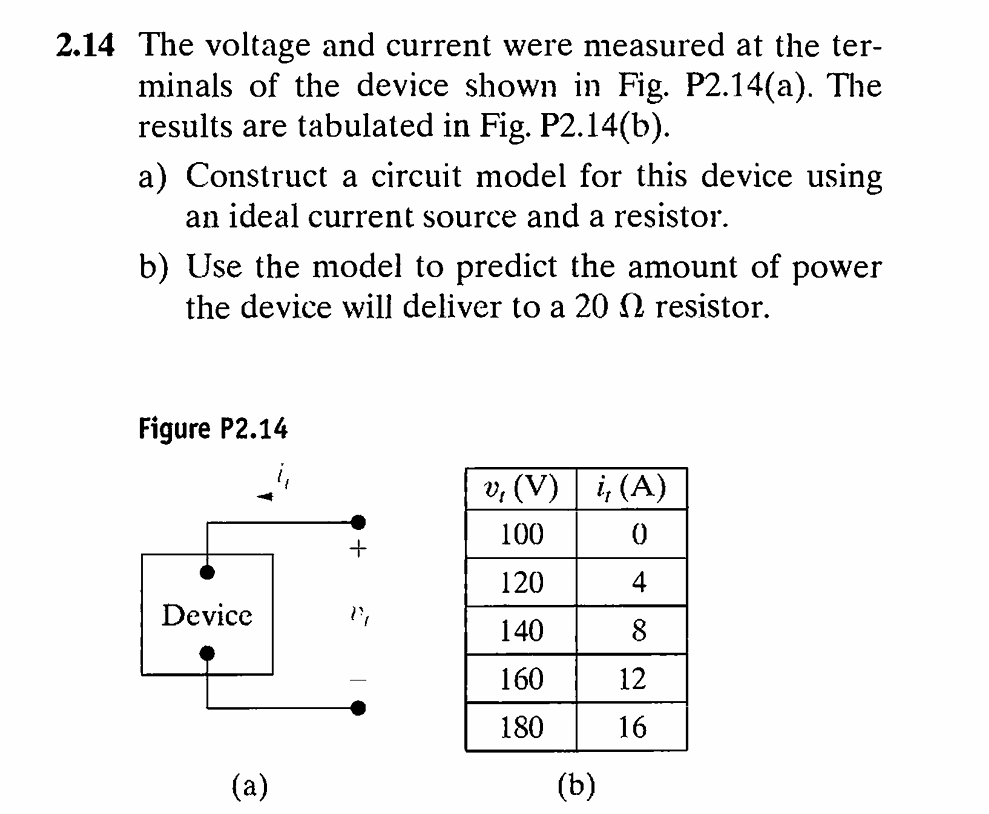 2.14 The voltage and current were measured at the ter-
minals of the device shown in Fig. P2.14(a). The
results are tabulated in Fig. P2.14(b).
a) Construct a circuit model for this device using
an ideal current source and a resistor.
b) Use the model to predict the amount of power
the device will deliver to a 20 Ω resistor.
Figure P2.14
iₜ
+
Device
vₜ
−
(a)
vₜ (V) iₜ (A)
100 0
120 4
140 8
160 12
180 16
(b)